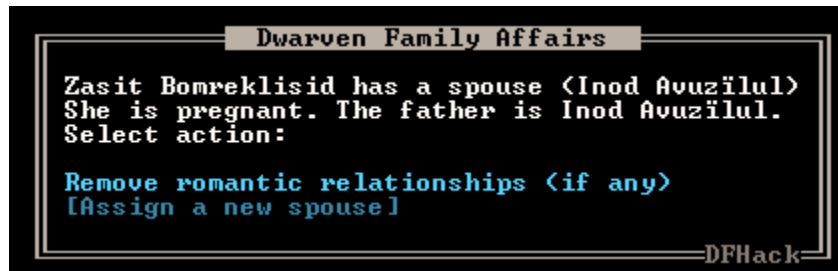 Dwarven Family Affairs
Zasit Bomreklisid has a spouse (Inod Avuzïlul)
She is pregnant. The father is Inod Avuzïlul.
Select action:
Remove romantic relationships (if any)
[Assign a new spouse]
DFHack